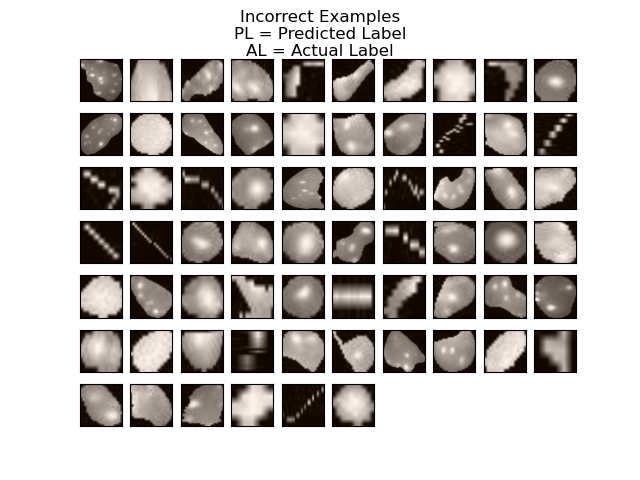 Incorrect Examples
PL = Predicted Label
AL = Actual Label